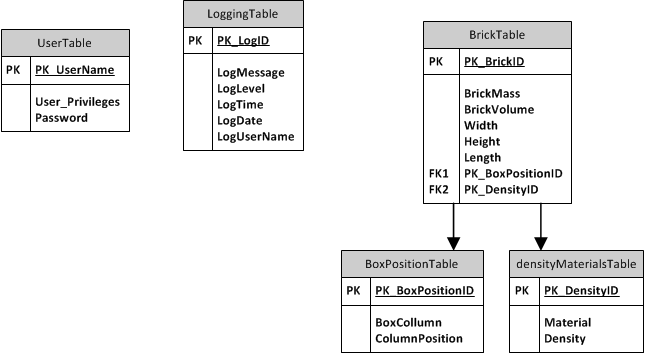 UserTable
PK PK_UserName
User_Privileges
Password
LoggingTable
PK PK_LogID
LogMessage
LogLevel
LogTime
LogDate
LogUserName
BrickTable
PK PK_BrickID
BrickMass
BrickVolume
Width
Height
Length
FK1 PK_BoxPositionID
FK2 PK_DensityID
BoxPositionTable
PK PK_BoxPositionID
BoxCollumn
ColumnPosition
densityMaterialsTable
PK PK_DensityID
Material
Density